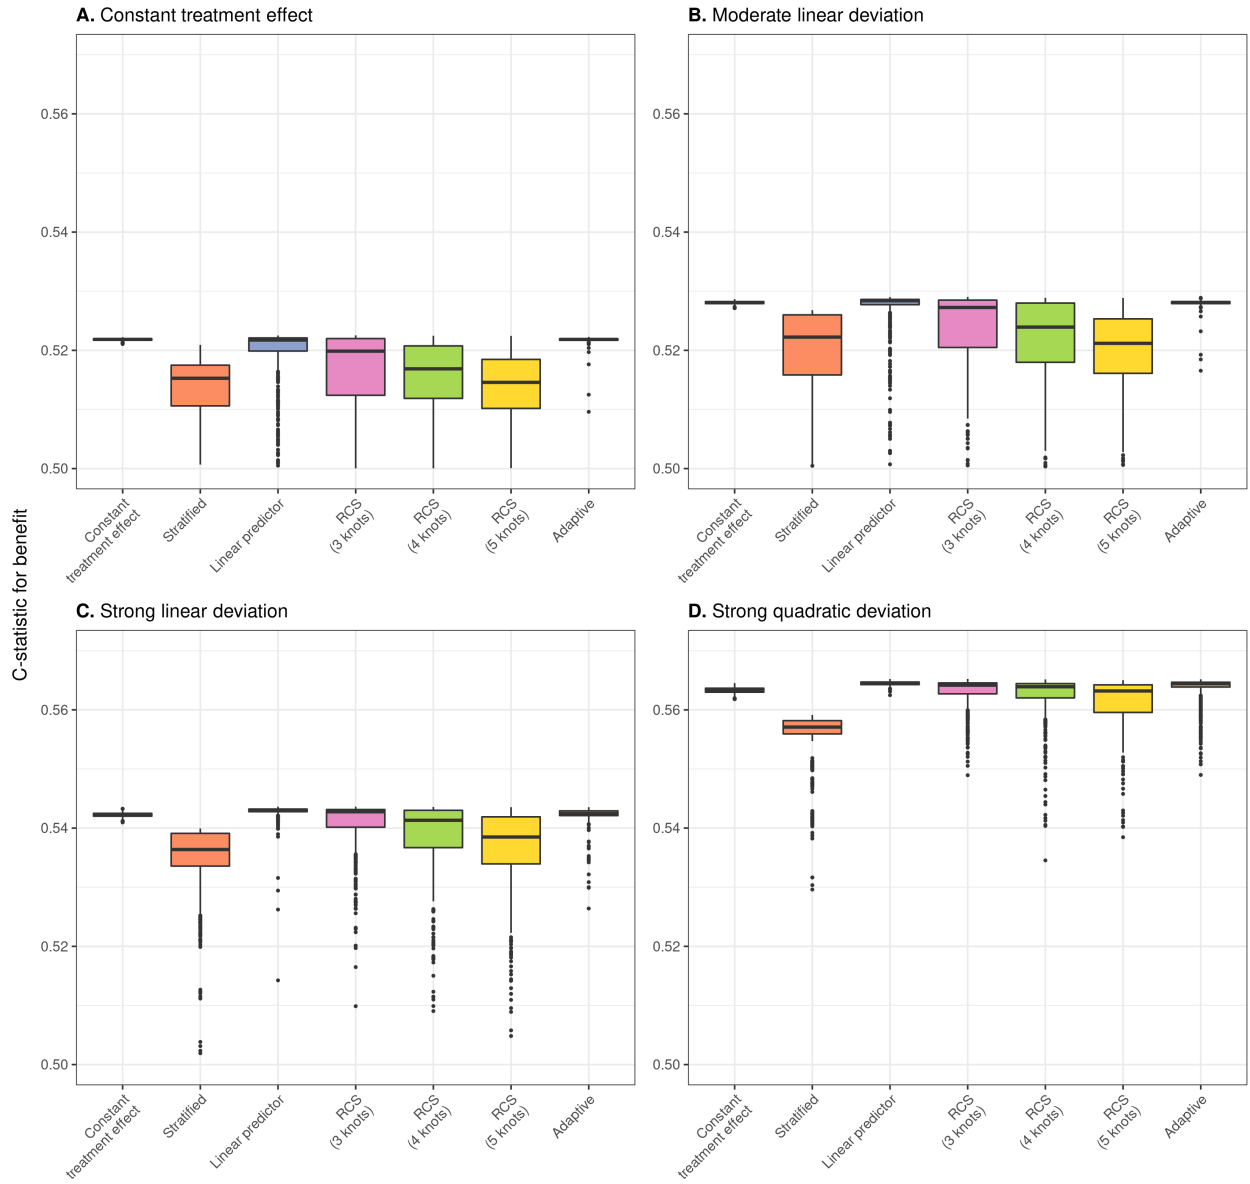 A. Constant treatment effect
B. Moderate linear deviation
0.56
0.54
0.52
0.50
0.56
0.54
0.52
0.50
Constant
treatment effect
Stratified
Linear predictor
RCS
(3 knots)
RCS
(4 knots)
RCS
(5 knots)
Adaptive
Constant
treatment effect
Stratified
Linear predictor
RCS
(3 knots)
RCS
(4 knots)
RCS
(5 knots)
Adaptive
C-statistic for benefit
C. Strong linear deviation
D. Strong quadratic deviation
0.56
0.54
0.52
0.50
0.56
0.54
0.52
0.50
Constant
treatment effect
Stratified
Linear predictor
RCS
(3 knots)
RCS
(4 knots)
RCS
(5 knots)
Adaptive
Constant
treatment effect
Stratified
Linear predictor
RCS
(3 knots)
RCS
(4 knots)
RCS
(5 knots)
Adaptive